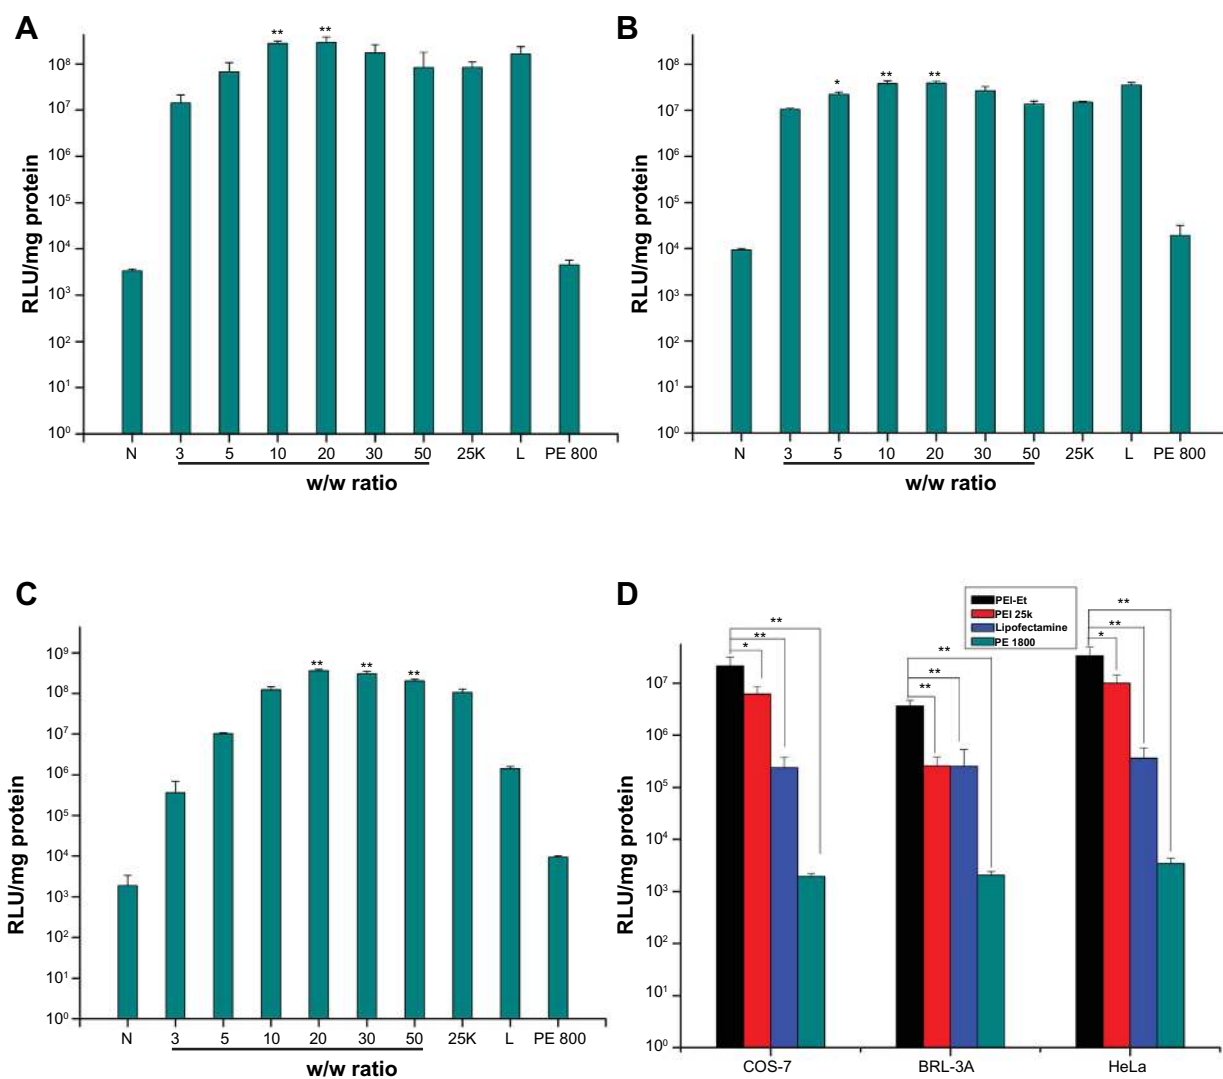 A
RLU/mg protein
10⁸
10⁷
10⁶
10⁵
10⁴
10³
10²
10¹
10⁰
** **
N 3 5 10 20 30 50 25K L PE 800
w/w ratio
B
RLU/mg protein
10⁸
10⁷
10⁶
10⁵
10⁴
10³
10²
10¹
10⁰
* ** **
N 3 5 10 20 30 50 25K L PE 800
w/w ratio
C
RLU/mg protein
10⁹
10⁸
10⁷
10⁶
10⁵
10⁴
10³
10²
10¹
10⁰
** ** **
N 3 5 10 20 30 50 25K L PE 800
w/w ratio
D
PEI-Et
PEI 25k
Lipofectamine
PE 1800
RLU/mg protein
10⁷
10⁶
10⁵
10⁴
10³
10²
10¹
10⁰
**
**
*
**
**
**
**
**
*
COS-7 BRL-3A HeLa